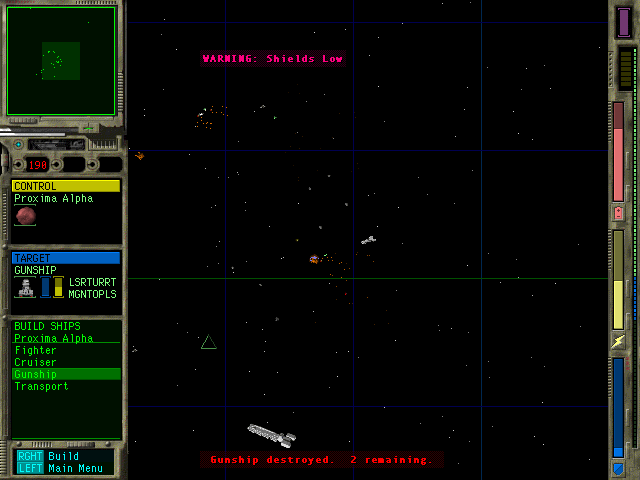 WARNING: Shields Low
190
CONTROL
Proxima Alpha
TARGET
GUNSHIP
LSRTURRT
MGNTOPLS
BUILD SHIPS
Proxima Alpha
Fighter
Cruiser
Gunship
Transport
RGHT Build
LEFT Main Menu
Gunship destroyed. 2 remaining.